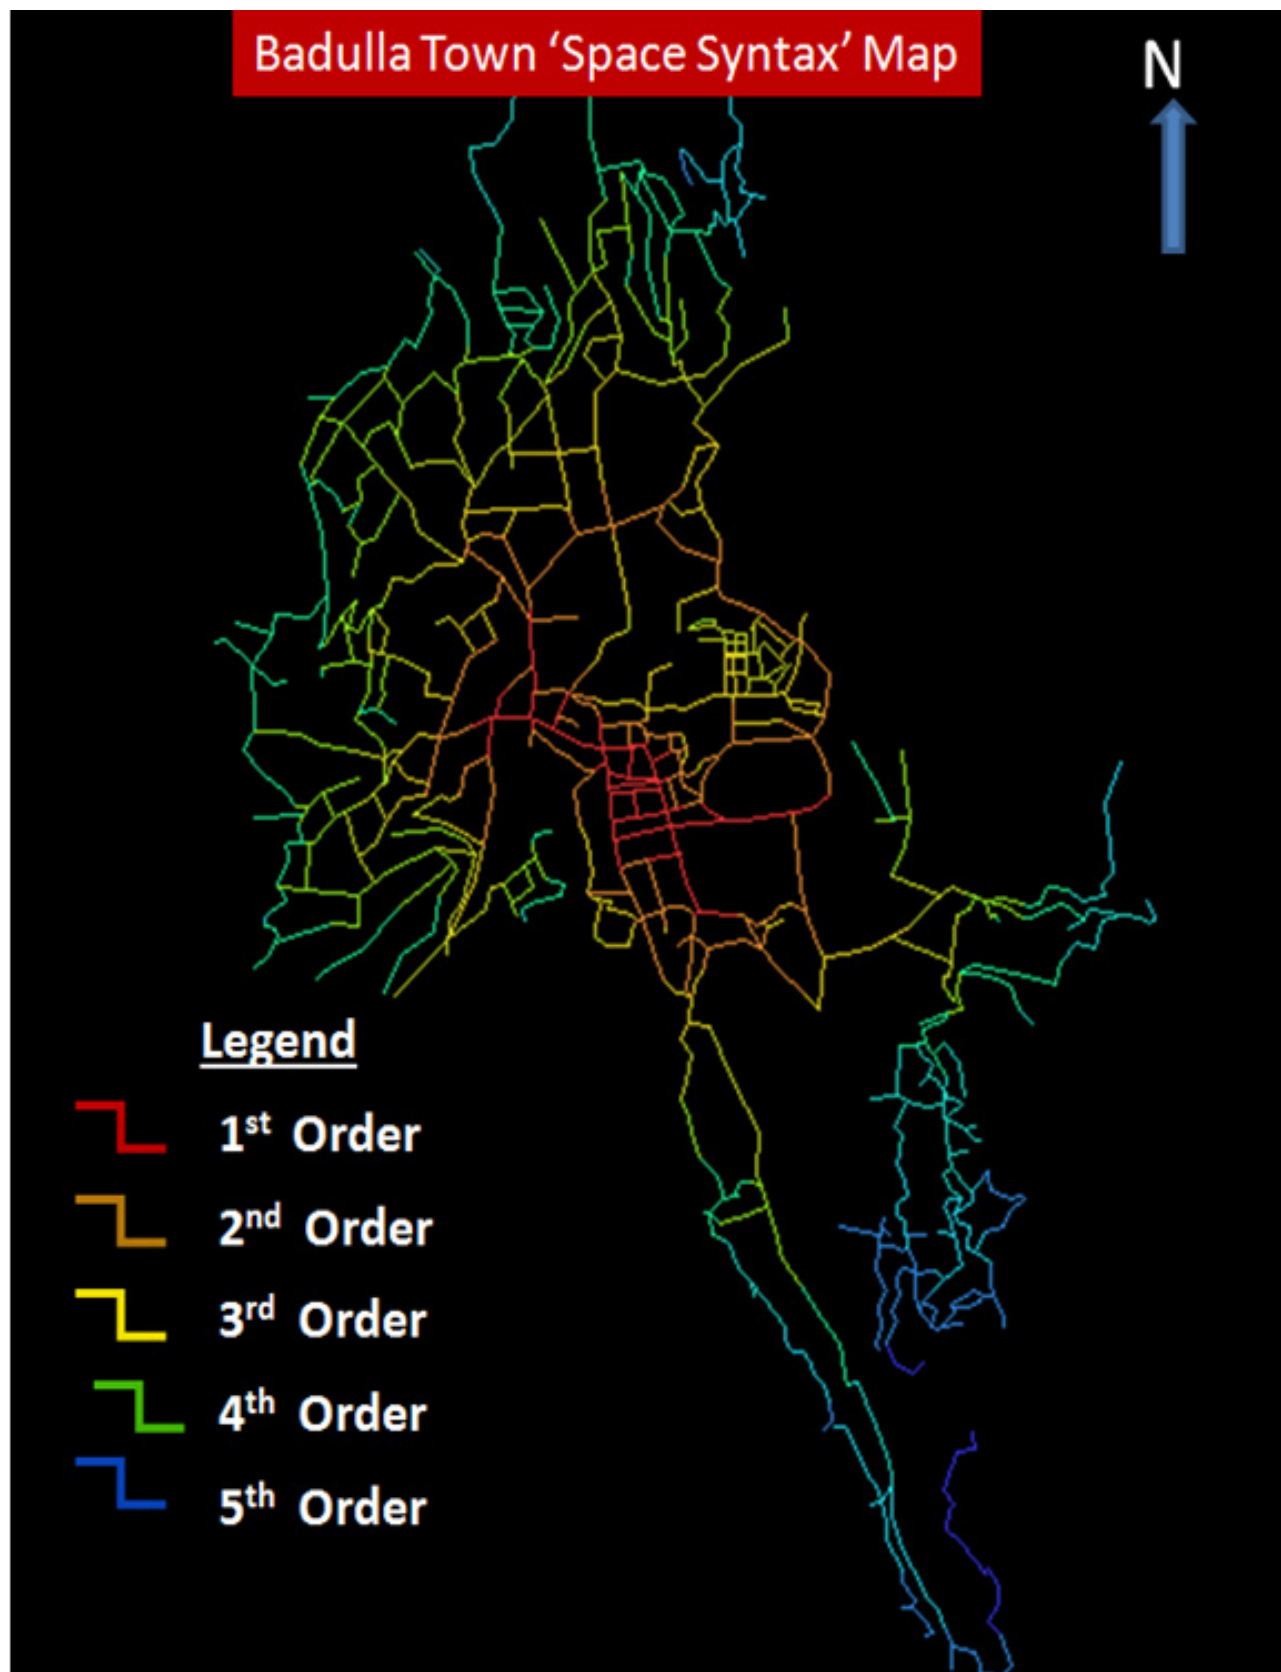 Badulla Town ‘Space Syntax’ Map
N
Legend
1st Order
2nd Order
3rd Order
4th Order
5th Order